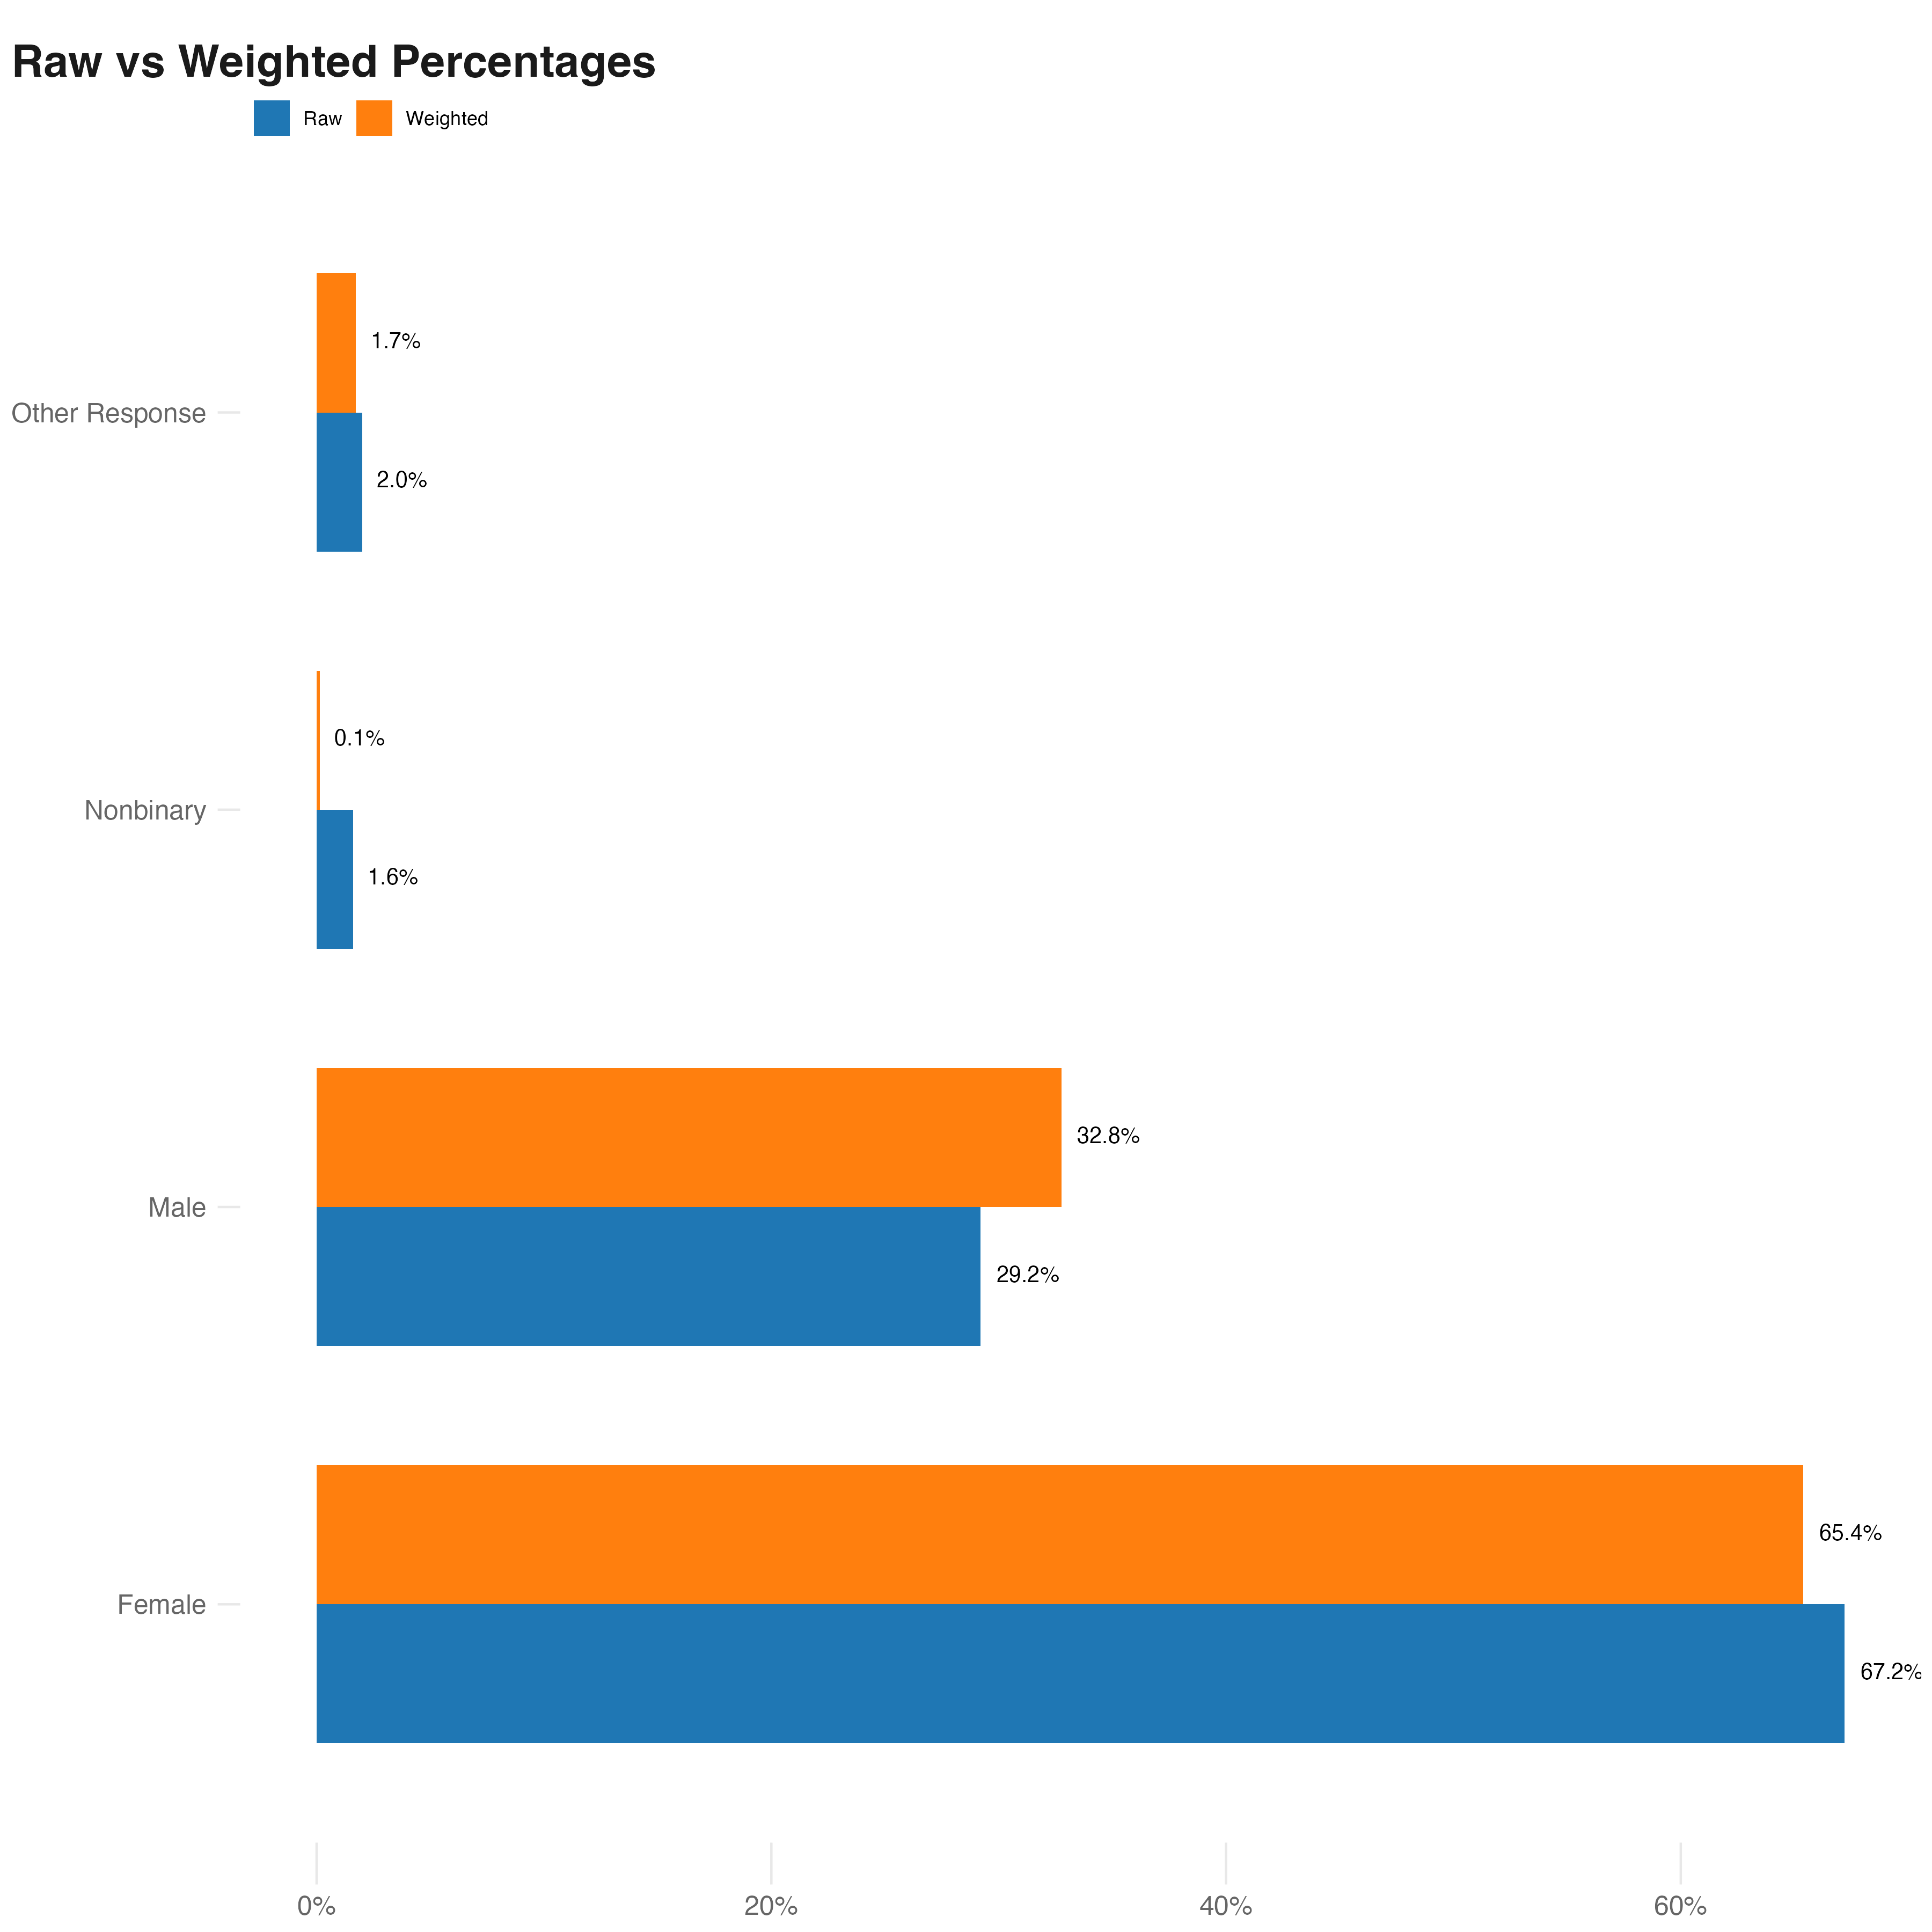 Raw vs Weighted Percentages
Raw Weighted
1.7%
Other Response
2.0%
0.1%
Nonbinary
1.6%
32.8%
Male
29.2%
65.4%
Female
67.2%
0% 20% 40% 60%